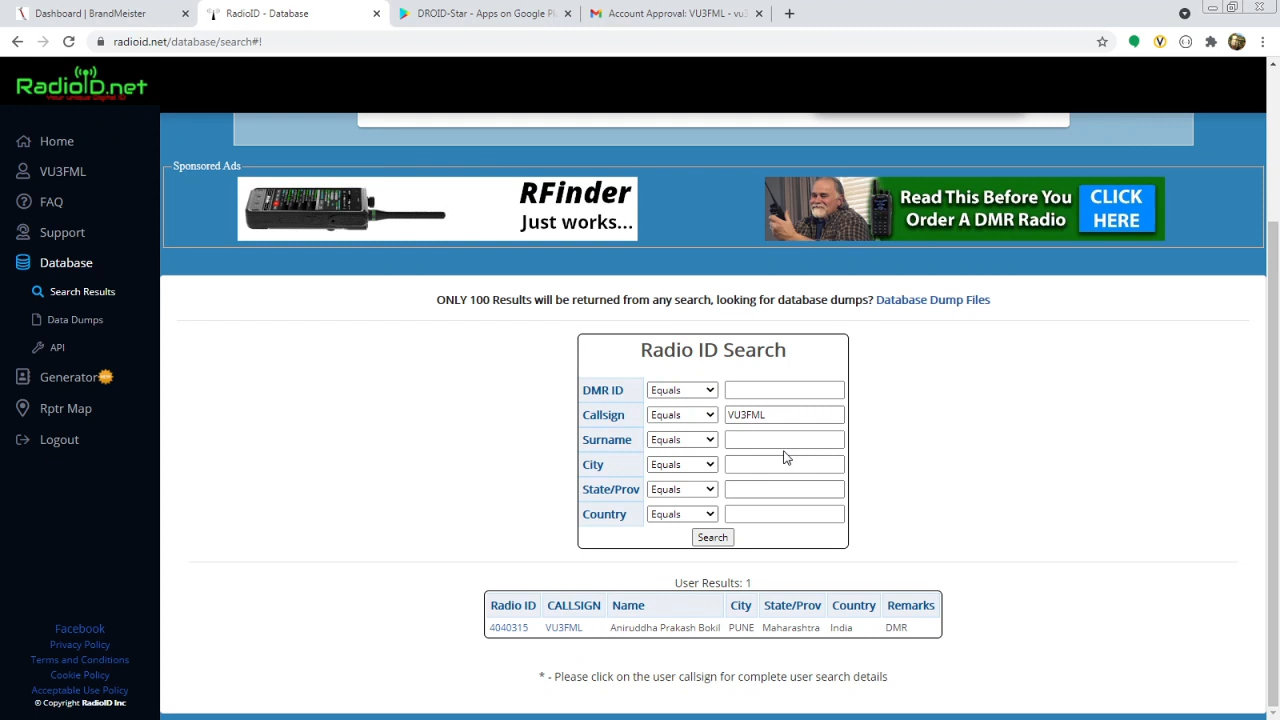 Dashboard | BrandMeister
RadioID - Database
DROID-Star - Apps on Google Pl
Account Approval: VU3FML - vu3
radioid.net/database/search#!
RadioID.net
Home
VU3FML
FAQ
Support
Database
Search Results
Data Dumps
API
Generator
Rptr Map
Logout
Facebook
Privacy Policy
Terms and Conditions
Cookie Policy
Acceptable Use Policy
© Copyright RadioID Inc
Sponsored Ads
RFinder
Just works...
Read This Before You
Order A DMR Radio
CLICK
HERE
ONLY 100 Results will be returned from any search, looking for database dumps? Database Dump Files
Radio ID Search
DMR ID Equals
Callsign Equals VU3FML
Surname Equals
City Equals
State/Prov Equals
Country Equals
Search
User Results: 1
Radio ID CALLSIGN Name City State/Prov Country Remarks
4040315 VU3FML Aniruddha Prakash Bokil PUNE Maharashtra India DMR
* - Please click on the user callsign for complete user search details